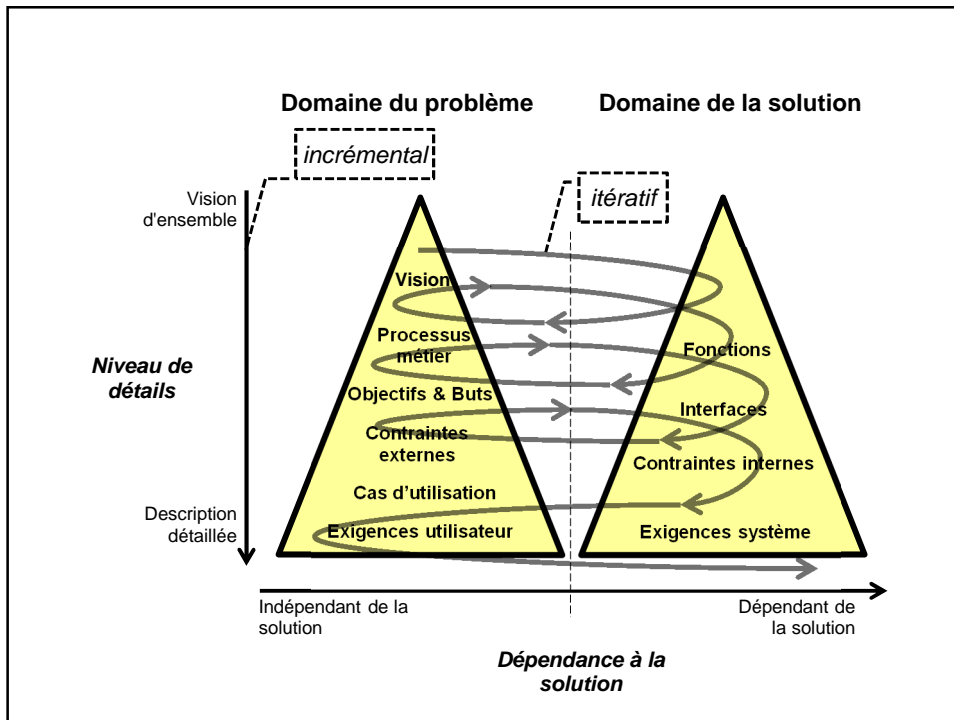 Domaine du problème
Domaine de la solution
incrémental
itératif
Vision
d'ensemble
Vision
Processus
métier
Fonctions
Niveau de
détails
Objectifs & Buts
Interfaces
Contraintes
externes
Contraintes internes
Cas d’utilisation
Description
détaillée
Exigences utilisateur
Exigences système
Indépendant de la
solution
Dépendant de
la solution
Dépendance à la
solution